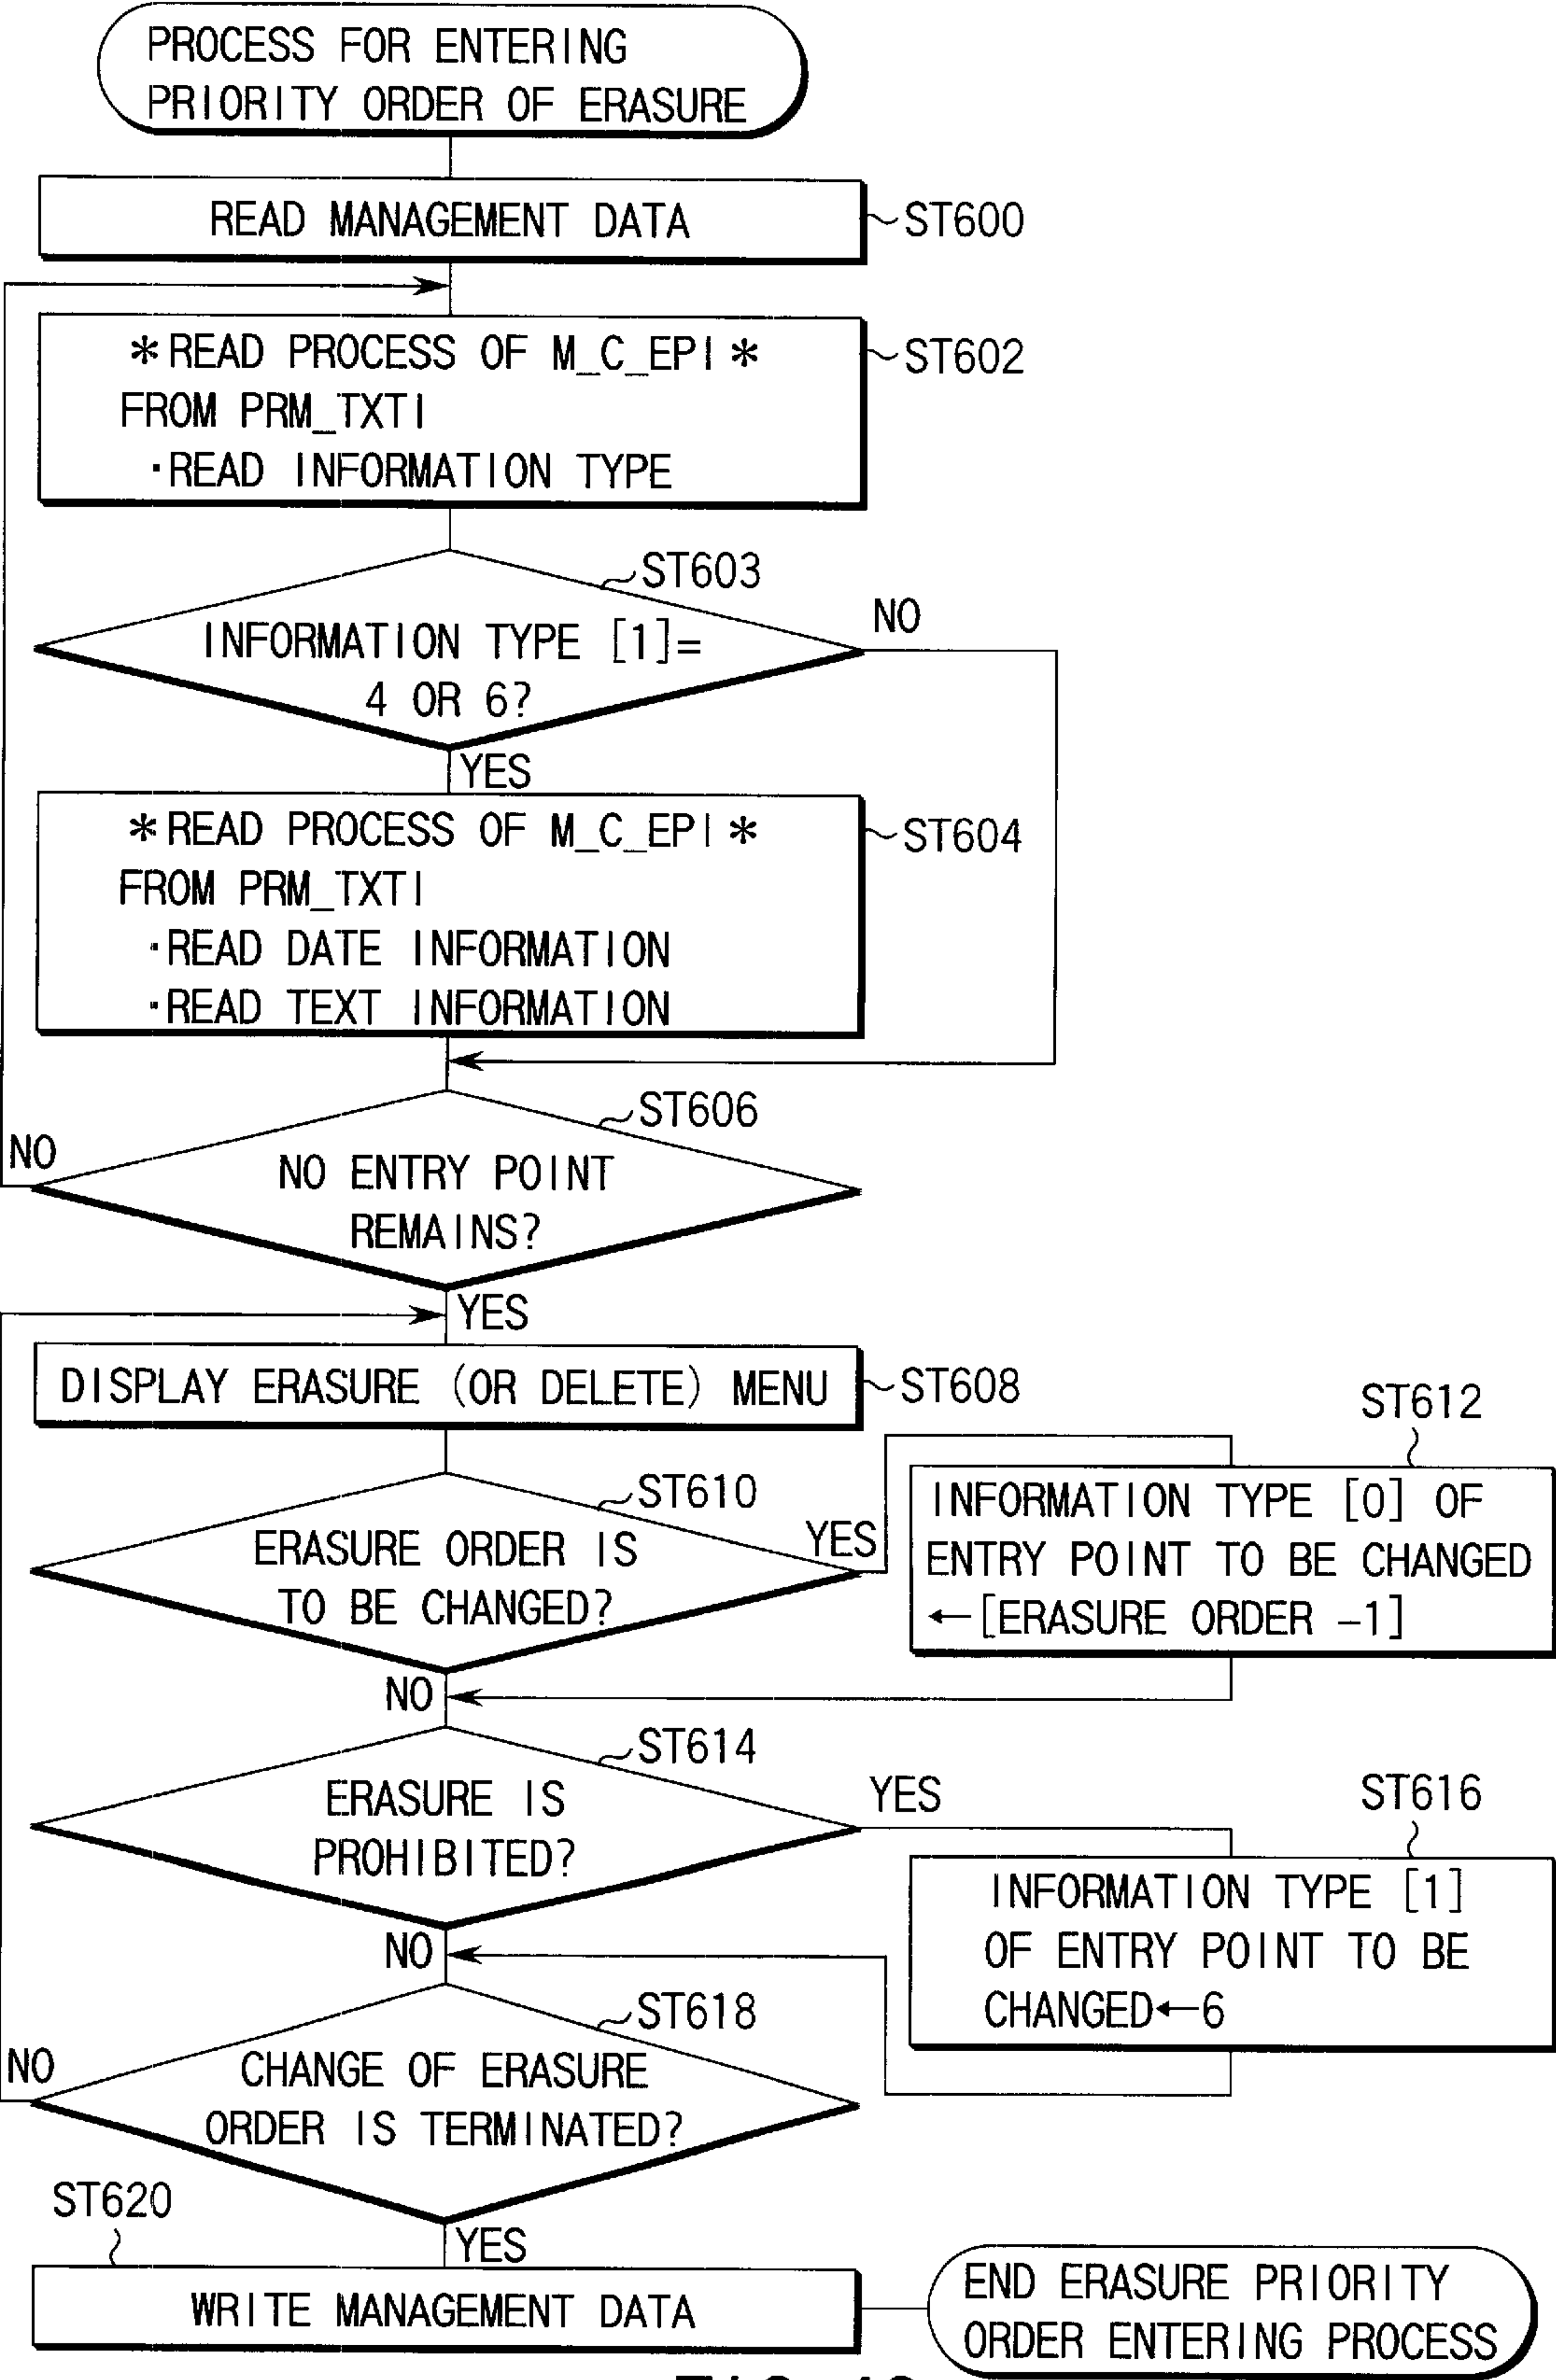 PROCESS FOR ENTERING
PRIORITY ORDER OF ERASURE
READ MANAGEMENT DATA
ST600
*READ PROCESS OF M_C_EPI*
FROM PRM_TXTI
·READ INFORMATION TYPE
ST602
ST603
INFORMATION TYPE [1]=
4 OR 6?
NO
YES
*READ PROCESS OF M_C_EPI*
FROM PRM_TXTI
·READ DATE INFORMATION
·READ TEXT INFORMATION
ST604
ST606
NO
NO ENTRY POINT
REMAINS?
YES
DISPLAY ERASURE (OR DELETE) MENU
ST608
ST610
ERASURE ORDER IS
TO BE CHANGED?
YES
ST612
INFORMATION TYPE [0] OF
ENTRY POINT TO BE CHANGED
←[ERASURE ORDER -1]
NO
ST614
ERASURE IS
PROHIBITED?
YES
ST616
INFORMATION TYPE [1]
OF ENTRY POINT TO BE
CHANGED←6
NO
ST618
NO
CHANGE OF ERASURE
ORDER IS TERMINATED?
ST620
YES
WRITE MANAGEMENT DATA
END ERASURE PRIORITY
ORDER ENTERING PROCESS